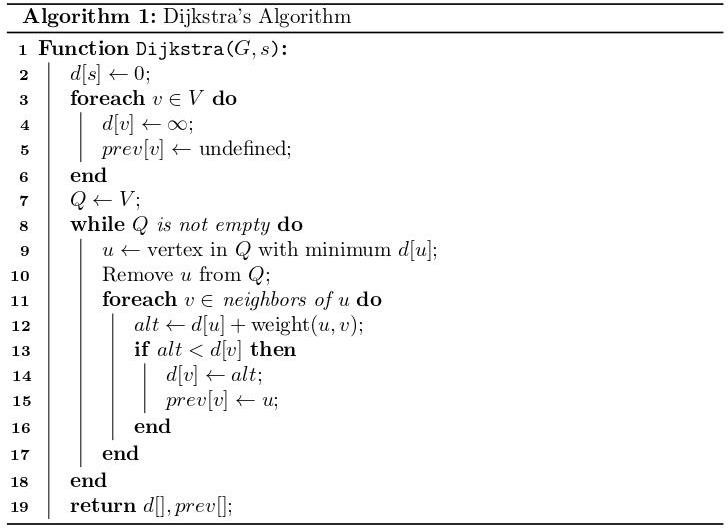 Algorithm 1: Dijkstra's Algorithm
1 Function Dijkstra(G, s):
2 d[s] ← 0;
3 foreach v ∈ V do
4 d[v] ← ∞;
5 prev[v] ← undefined;
6 end
7 Q ← V;
8 while Q is not empty do
9 u ← vertex in Q with minimum d[u];
10 Remove u from Q;
11 foreach v ∈ neighbors of u do
12 alt ← d[u] + weight(u, v);
13 if alt < d[v] then
14 d[v] ← alt;
15 prev[v] ← u;
16 end
17 end
18 end
19 return d[], prev[];